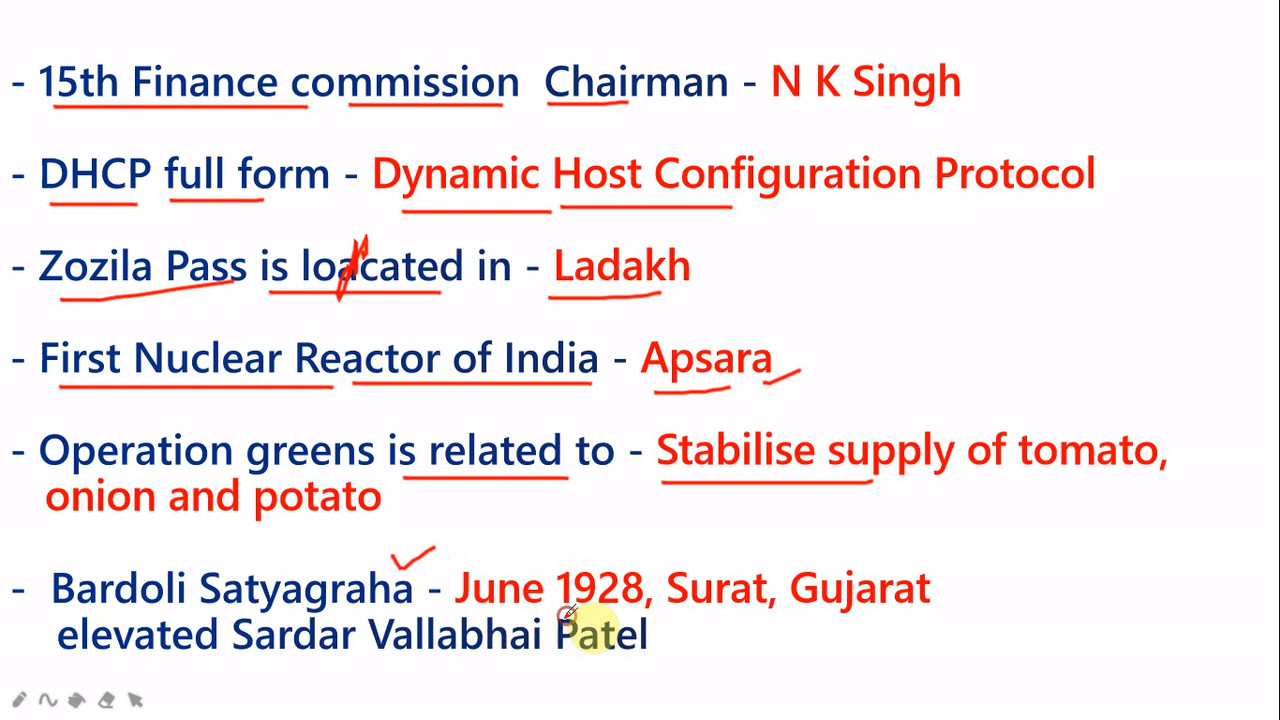 - 15th Finance commission Chairman - N K Singh
- DHCP full form - Dynamic Host Configuration Protocol
- Zozila Pass is loacated in - Ladakh
- First Nuclear Reactor of India - Apsara
- Operation greens is related to - Stabilise supply of tomato,
onion and potato
- Bardoli Satyagraha - June 1928, Surat, Gujarat
elevated Sardar Vallabhai Patel